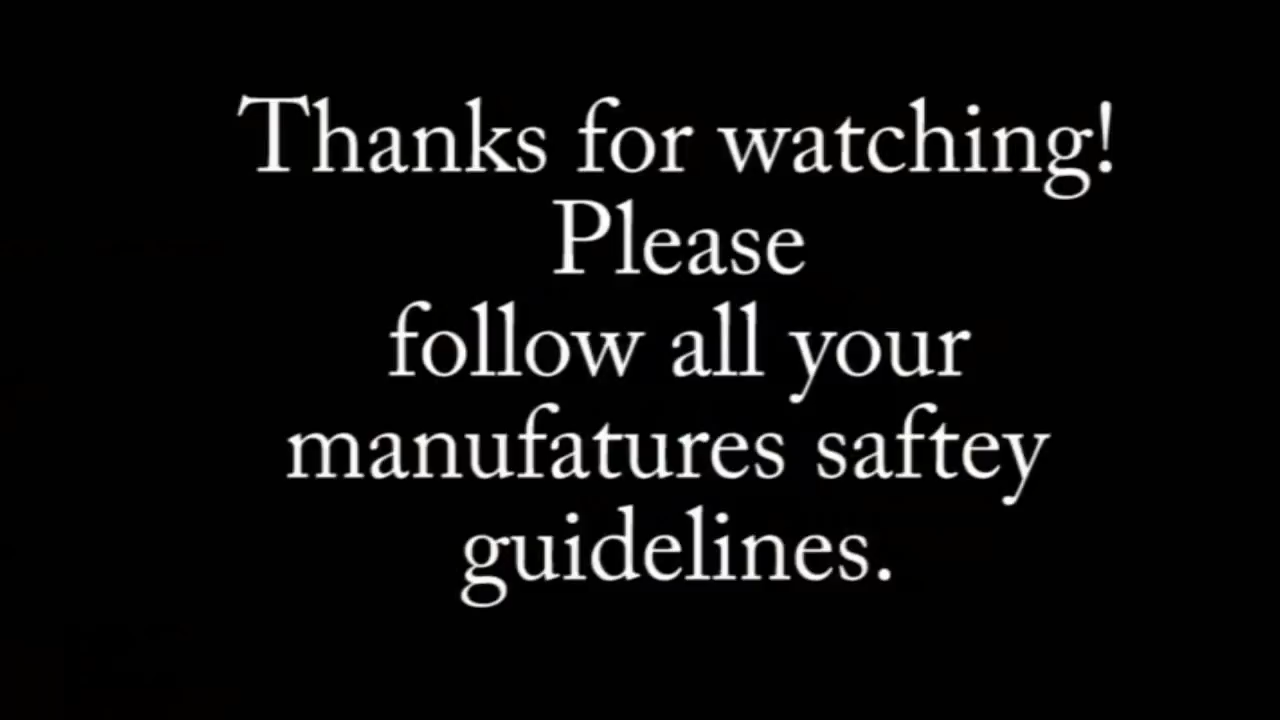 Thanks for watching!
Please
follow all your
manufatures saftey
guidelines.